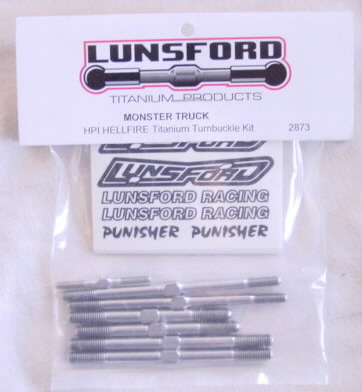 LUNSFORD
TITANIUM PRODUCTS
MONSTER TRUCK
HPI HELLFIRE Titanium Turnbuckle Kit 2873
LUNSFORD
LUNSFORD RACING
LUNSFORD RACING
PUNISHER PUNISHER